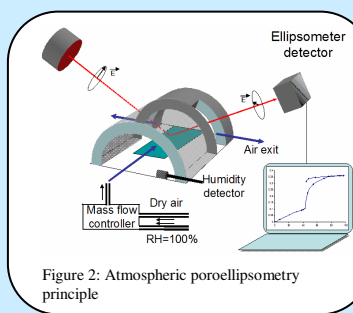 Ellipsometer
detector
E
E
Air exit
Humidity
detector
Mass flow
controller
Dry air
RH=100%
Figure 2: Atmospheric poroellipsometry
principle